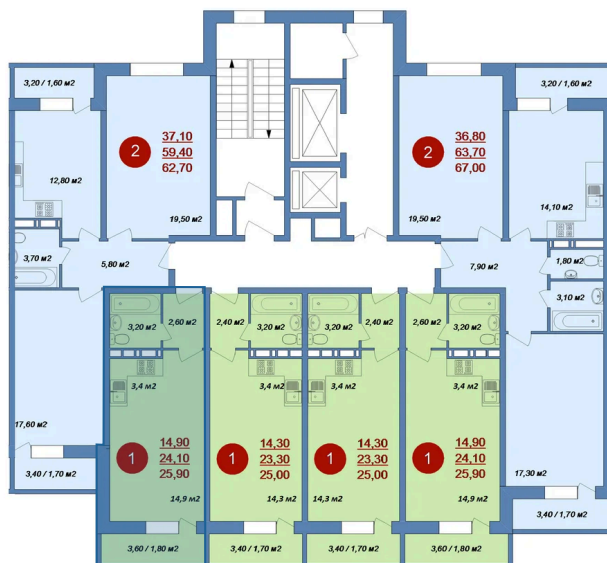 3,20 / 1,60 м2
3,20 / 1,60 м2
2
37,10
59,40
62,70
2
36,80
63,70
67,00
12,80 м2
14,10 м2
19,50 м2
19,50 м2
3,70 м2
5,80 м2
7,90 м2
1,80 м2
3,10 м2
3,20 м2
2,60 м2
2,40 м2
3,20 м2
3,20 м2
2,40 м2
2,60 м2
3,20 м2
3,4 м2
3,4 м2
3,4 м2
3,4 м2
17,60 м2
1
14,90
24,10
25,90
1
14,30
23,30
25,00
1
14,30
23,30
25,00
1
14,90
24,10
25,90
17,30 м2
3,40 / 1,70 м2
14,9 м2
14,3 м2
14,3 м2
14,9 м2
3,40 / 1,70 м2
3,60 / 1,80 м2
3,40 / 1,70 м2
3,40 / 1,70 м2
3,60 / 1,80 м2